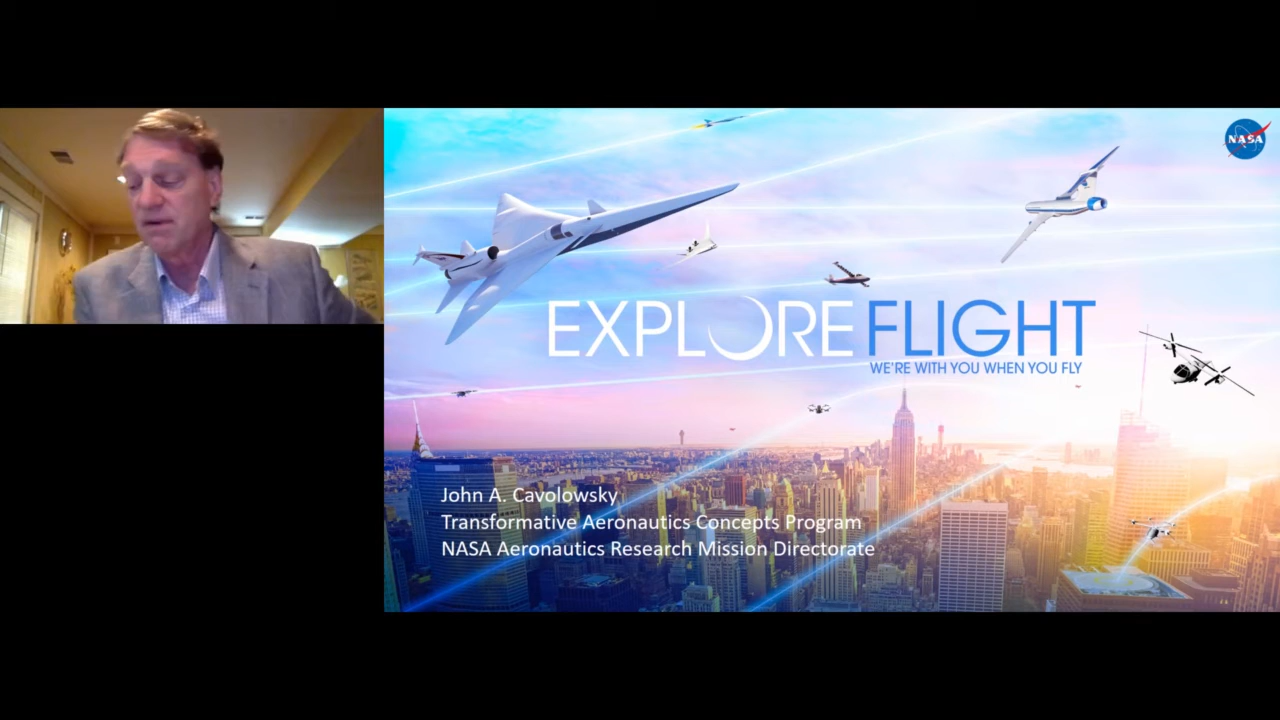 NASA
EXPLORE FLIGHT
WE'RE WITH YOU WHEN YOU FLY
John A. Cavolowsky
Transformative Aeronautics Concepts Program
NASA Aeronautics Research Mission Directorate